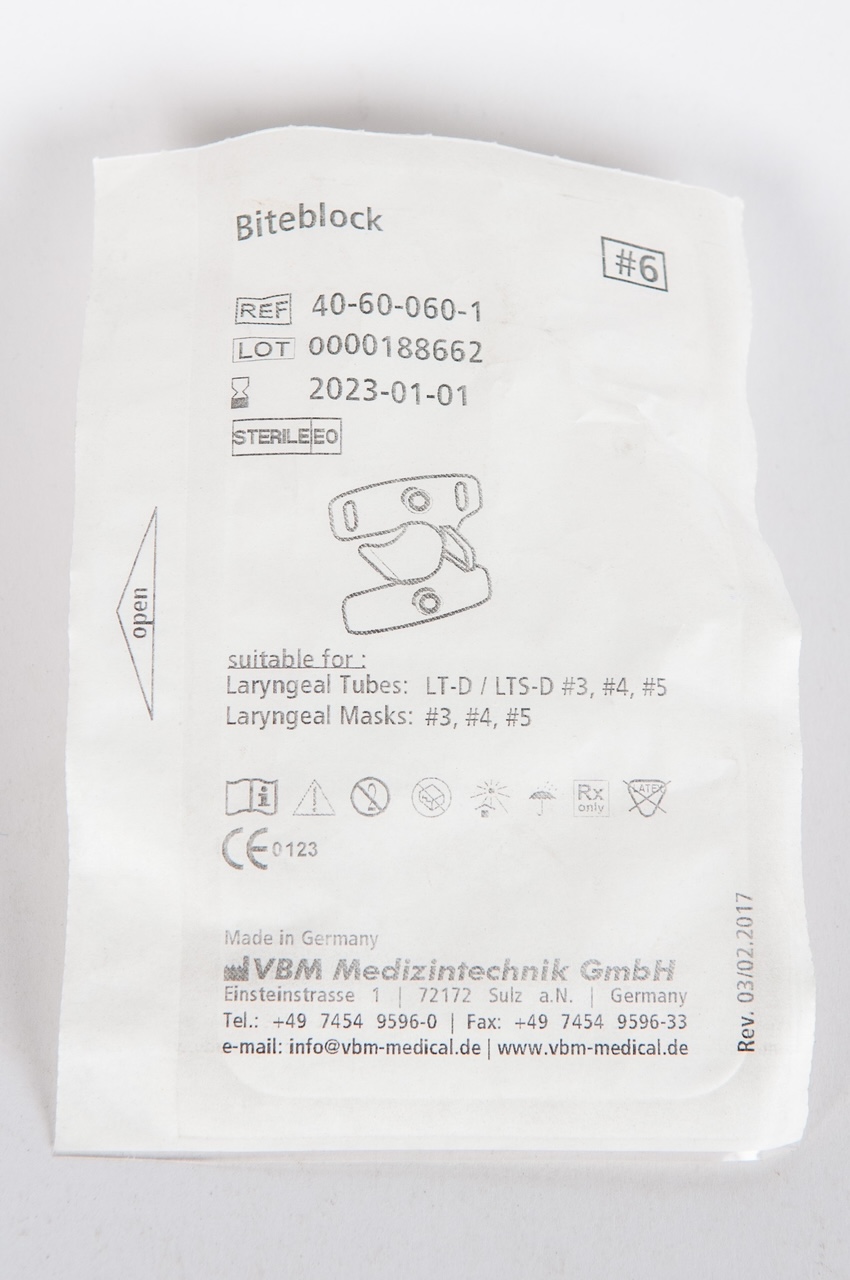 Biteblock
#6
REF 40-60-060-1
LOT 0000188662
2023-01-01
STERILE EO
open
suitable for :
Laryngeal Tubes: LT-D / LTS-D #3, #4, #5
Laryngeal Masks: #3, #4, #5
i 2 Rx only LATEX
CE 0123
Made in Germany
VBM Medizintechnik GmbH
Einsteinstrasse 1 | 72172 Sulz a.N. | Germany
Tel.: +49 7454 9596-0 | Fax: +49 7454 9596-33
e-mail: info@vbm-medical.de | www.vbm-medical.de
Rev. 03/02.2017